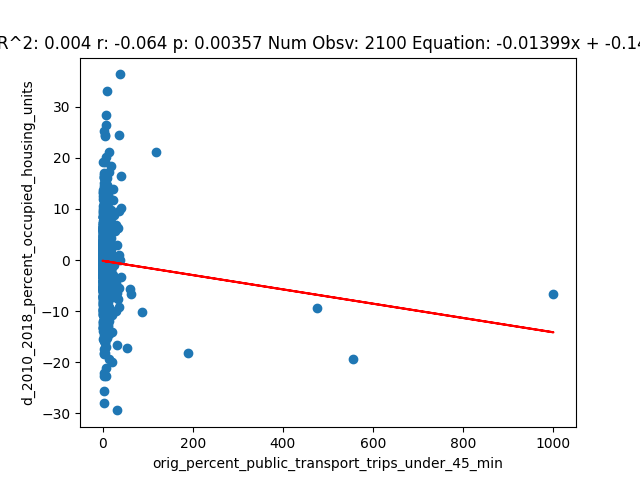 R^2: 0.004 r: -0.064 p: 0.00357 Num Obsv: 2100 Equation: -0.01399x + -0.14
d_2010_2018_percent_occupied_housing_units
30
20
10
0
−10
−20
−30
0 200 400 600 800 1000
orig_percent_public_transport_trips_under_45_min